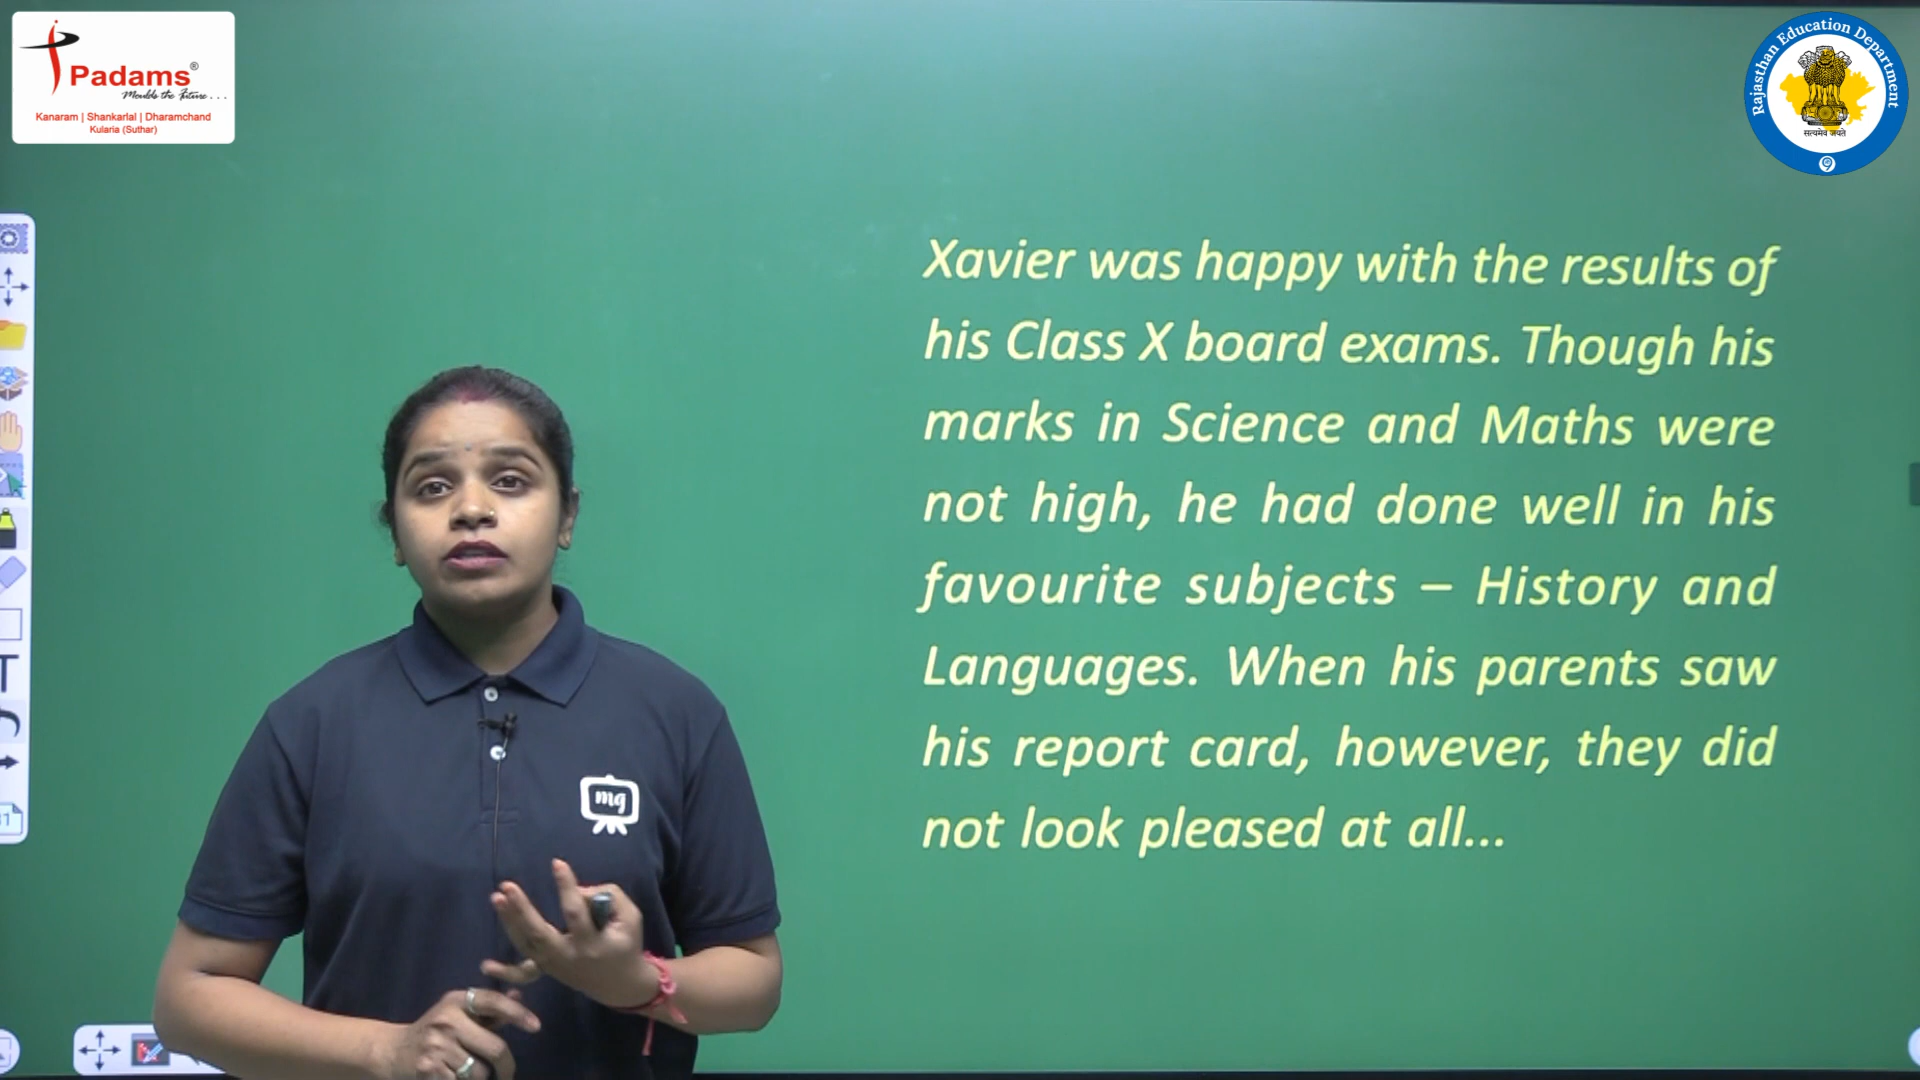 Padams®
Moulds the Future...
Kanaram | Shankarlal | Dharamchand
Kularia (Suthar)
Rajasthan Education Department
सत्यमेव जयते
Xavier was happy with the results of
his Class X board exams. Though his
marks in Science and Maths were
not high, he had done well in his
favourite subjects – History and
Languages. When his parents saw
his report card, however, they did
not look pleased at all...
mg
T